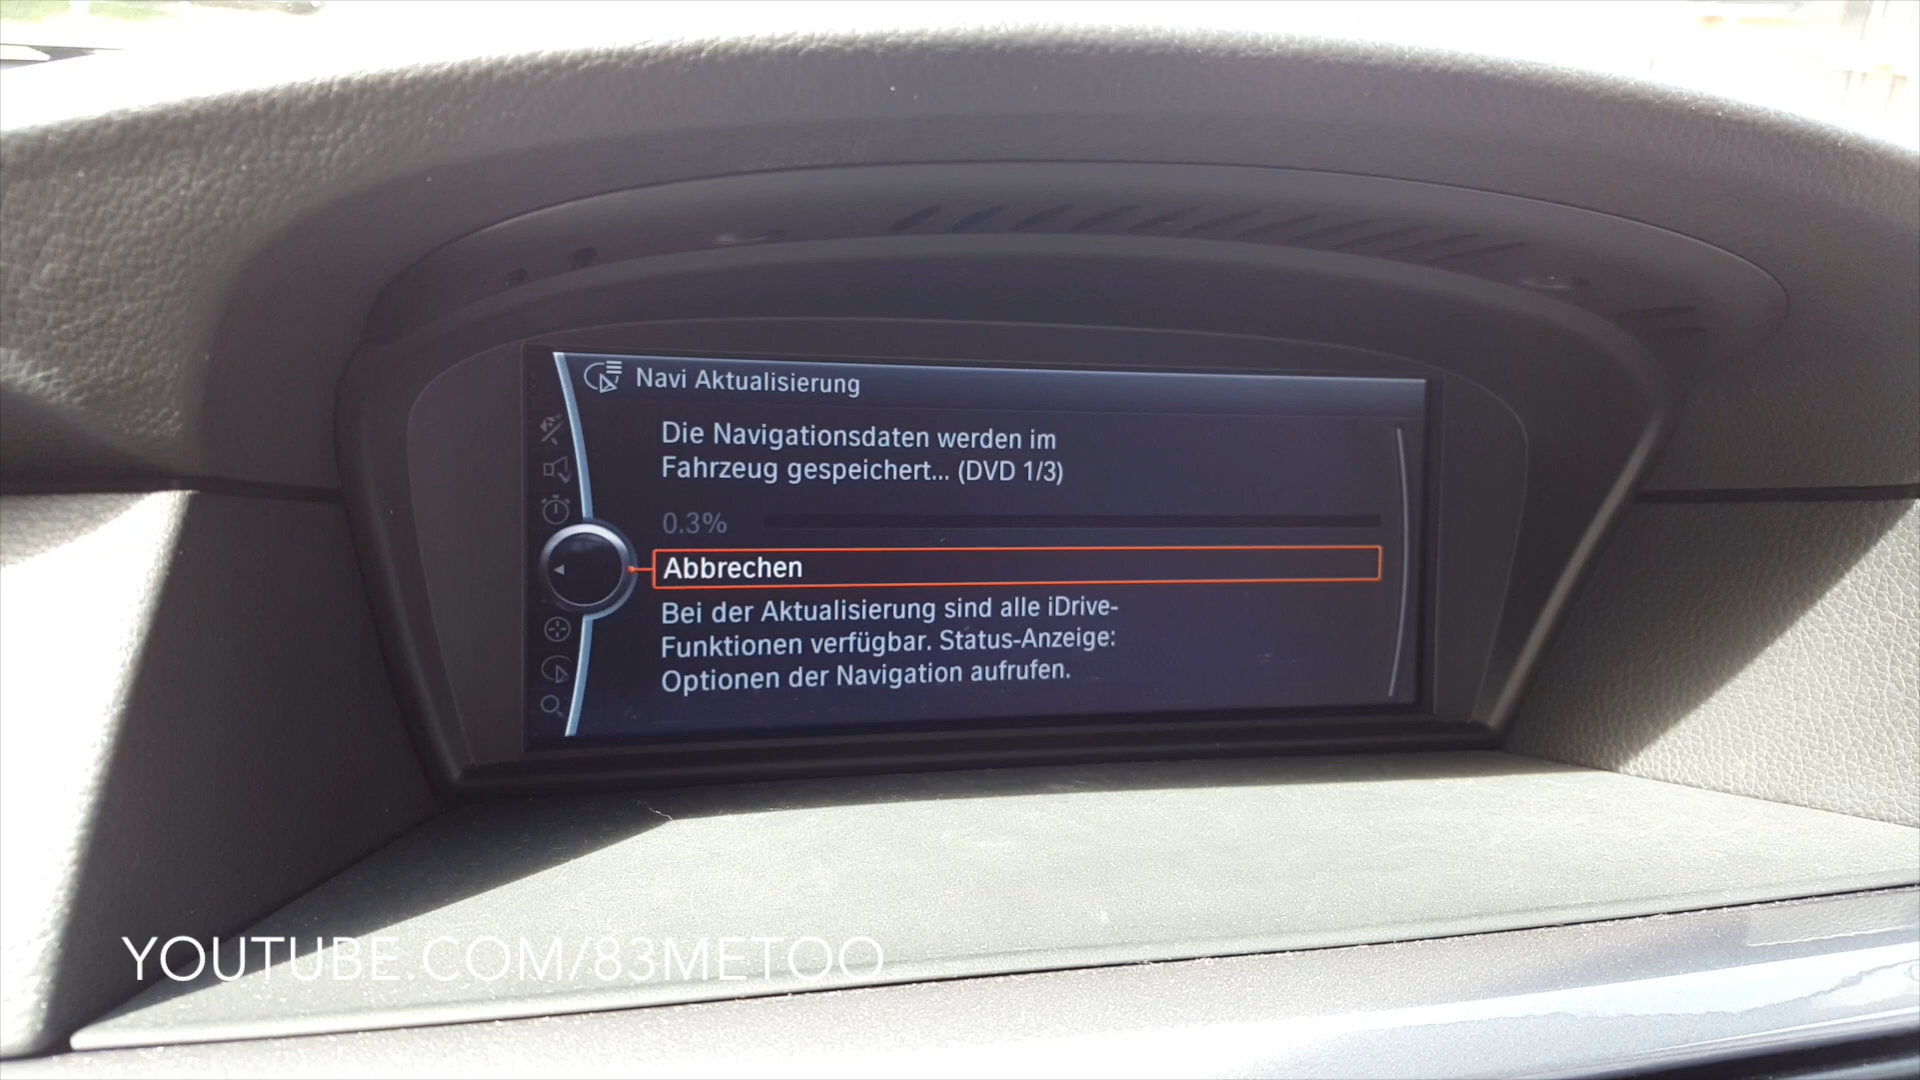 Navi Aktualisierung
Die Navigationsdaten werden im
Fahrzeug gespeichert... (DVD 1/3)
0.3%
Abbrechen
Bei der Aktualisierung sind alle iDrive-
Funktionen verfügbar. Status-Anzeige:
Optionen der Navigation aufrufen.
YOUTUBE.COM/83METOO